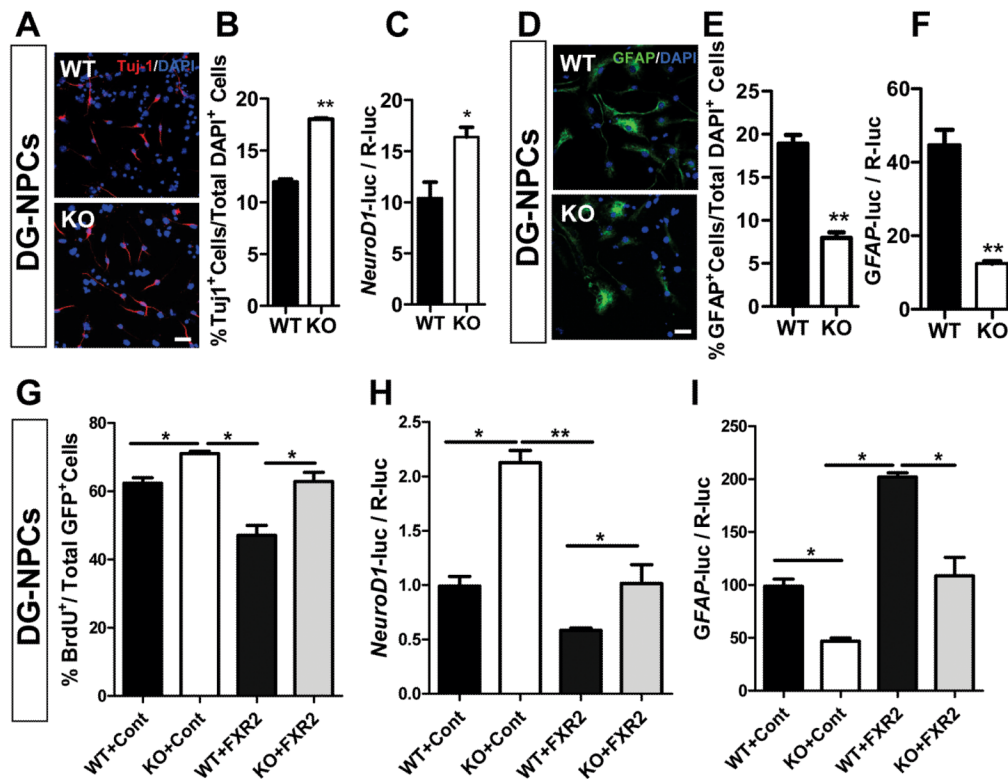 A
B
C
D
E
F
DG-NPCs
WT
Tuj-1/DAPI
KO
% Tuj1+Cells/Total DAPI+ Cells
20
15
10
5
0
**
WT KO
NeuroD1-luc / R-luc
20
15
10
5
0
*
WT KO
DG-NPCs
WT
GFAP/DAPI
KO
% GFAP+Cells/Total DAPI+ Cells
25
20
15
10
5
0
**
WT KO
GFAP-luc / R-luc
60
40
20
0
**
WT KO
G
H
I
DG-NPCs
% BrdU+/ Total GFP+Cells
80
60
40
20
0
* * *
WT+Cont KO+Cont WT+FXR2 KO+FXR2
NeuroD1-luc / R-luc
2.5
2.0
1.5
1.0
0.5
0.0
* **
*
WT+Cont KO+Cont WT+FXR2 KO+FXR2
GFAP-luc / R-luc
250
200
150
100
50
0
* *
*
WT+Cont KO+Cont WT+FXR2 KO+FXR2